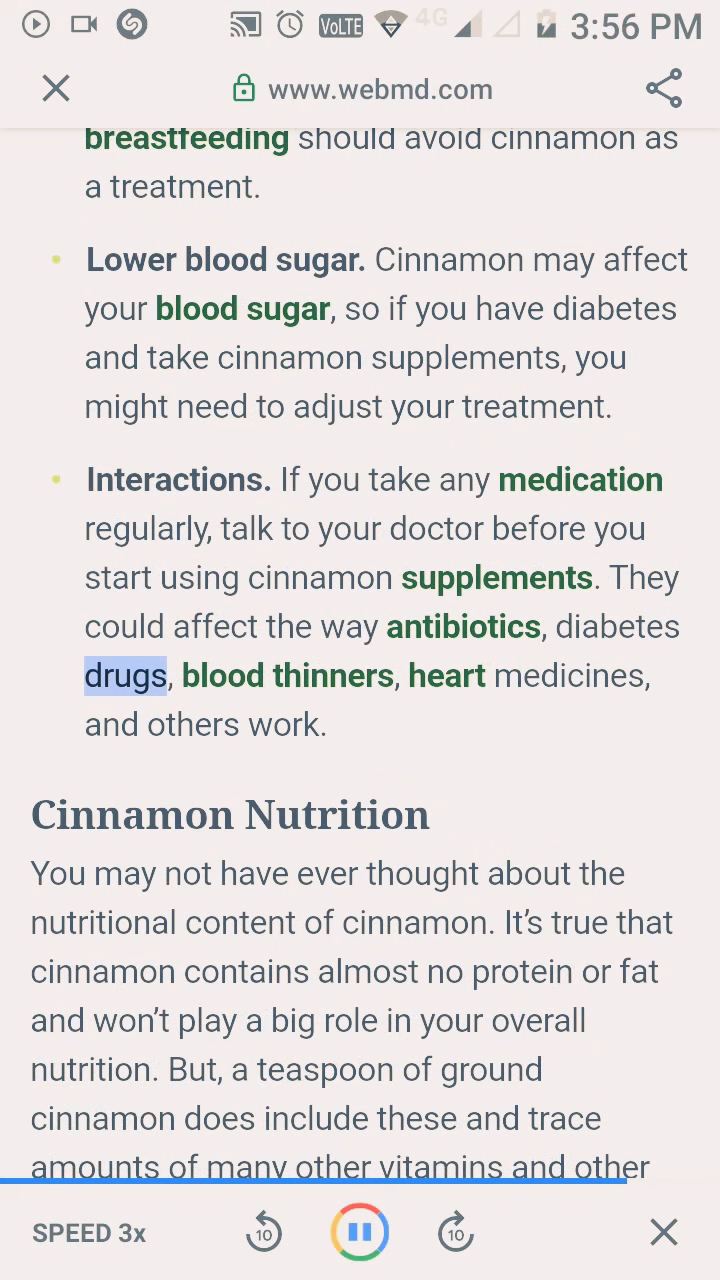 VoLTE 4G 3:56 PM
www.webmd.com
breastfeeding should avoid cinnamon as
a treatment.
• Lower blood sugar. Cinnamon may affect
your blood sugar, so if you have diabetes
and take cinnamon supplements, you
might need to adjust your treatment.
• Interactions. If you take any medication
regularly, talk to your doctor before you
start using cinnamon supplements. They
could affect the way antibiotics, diabetes
drugs, blood thinners, heart medicines,
and others work.
Cinnamon Nutrition
You may not have ever thought about the
nutritional content of cinnamon. It’s true that
cinnamon contains almost no protein or fat
and won’t play a big role in your overall
nutrition. But, a teaspoon of ground
cinnamon does include these and trace
amounts of many other vitamins and other
SPEED 3x 10 10